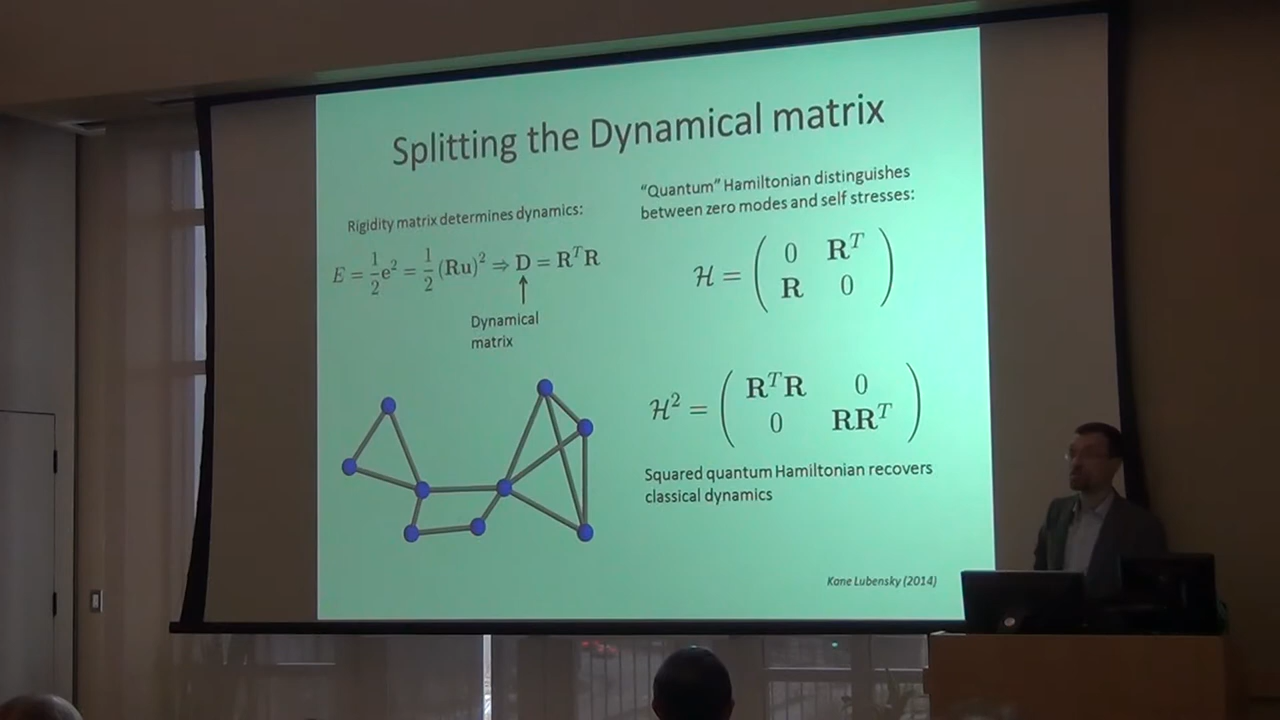 Splitting the Dynamical matrix
Rigidity matrix determines dynamics:
E = 1/2 e² = 1/2 (Ru)² ⇒ D = RᵀR
Dynamical
matrix
“Quantum” Hamiltonian distinguishes
between zero modes and self stresses:
ℋ = ( 0 Rᵀ
R 0 )
ℋ² = ( RᵀR 0
0 RRᵀ )
Squared quantum Hamiltonian recovers
classical dynamics
Kane Lubensky (2014)